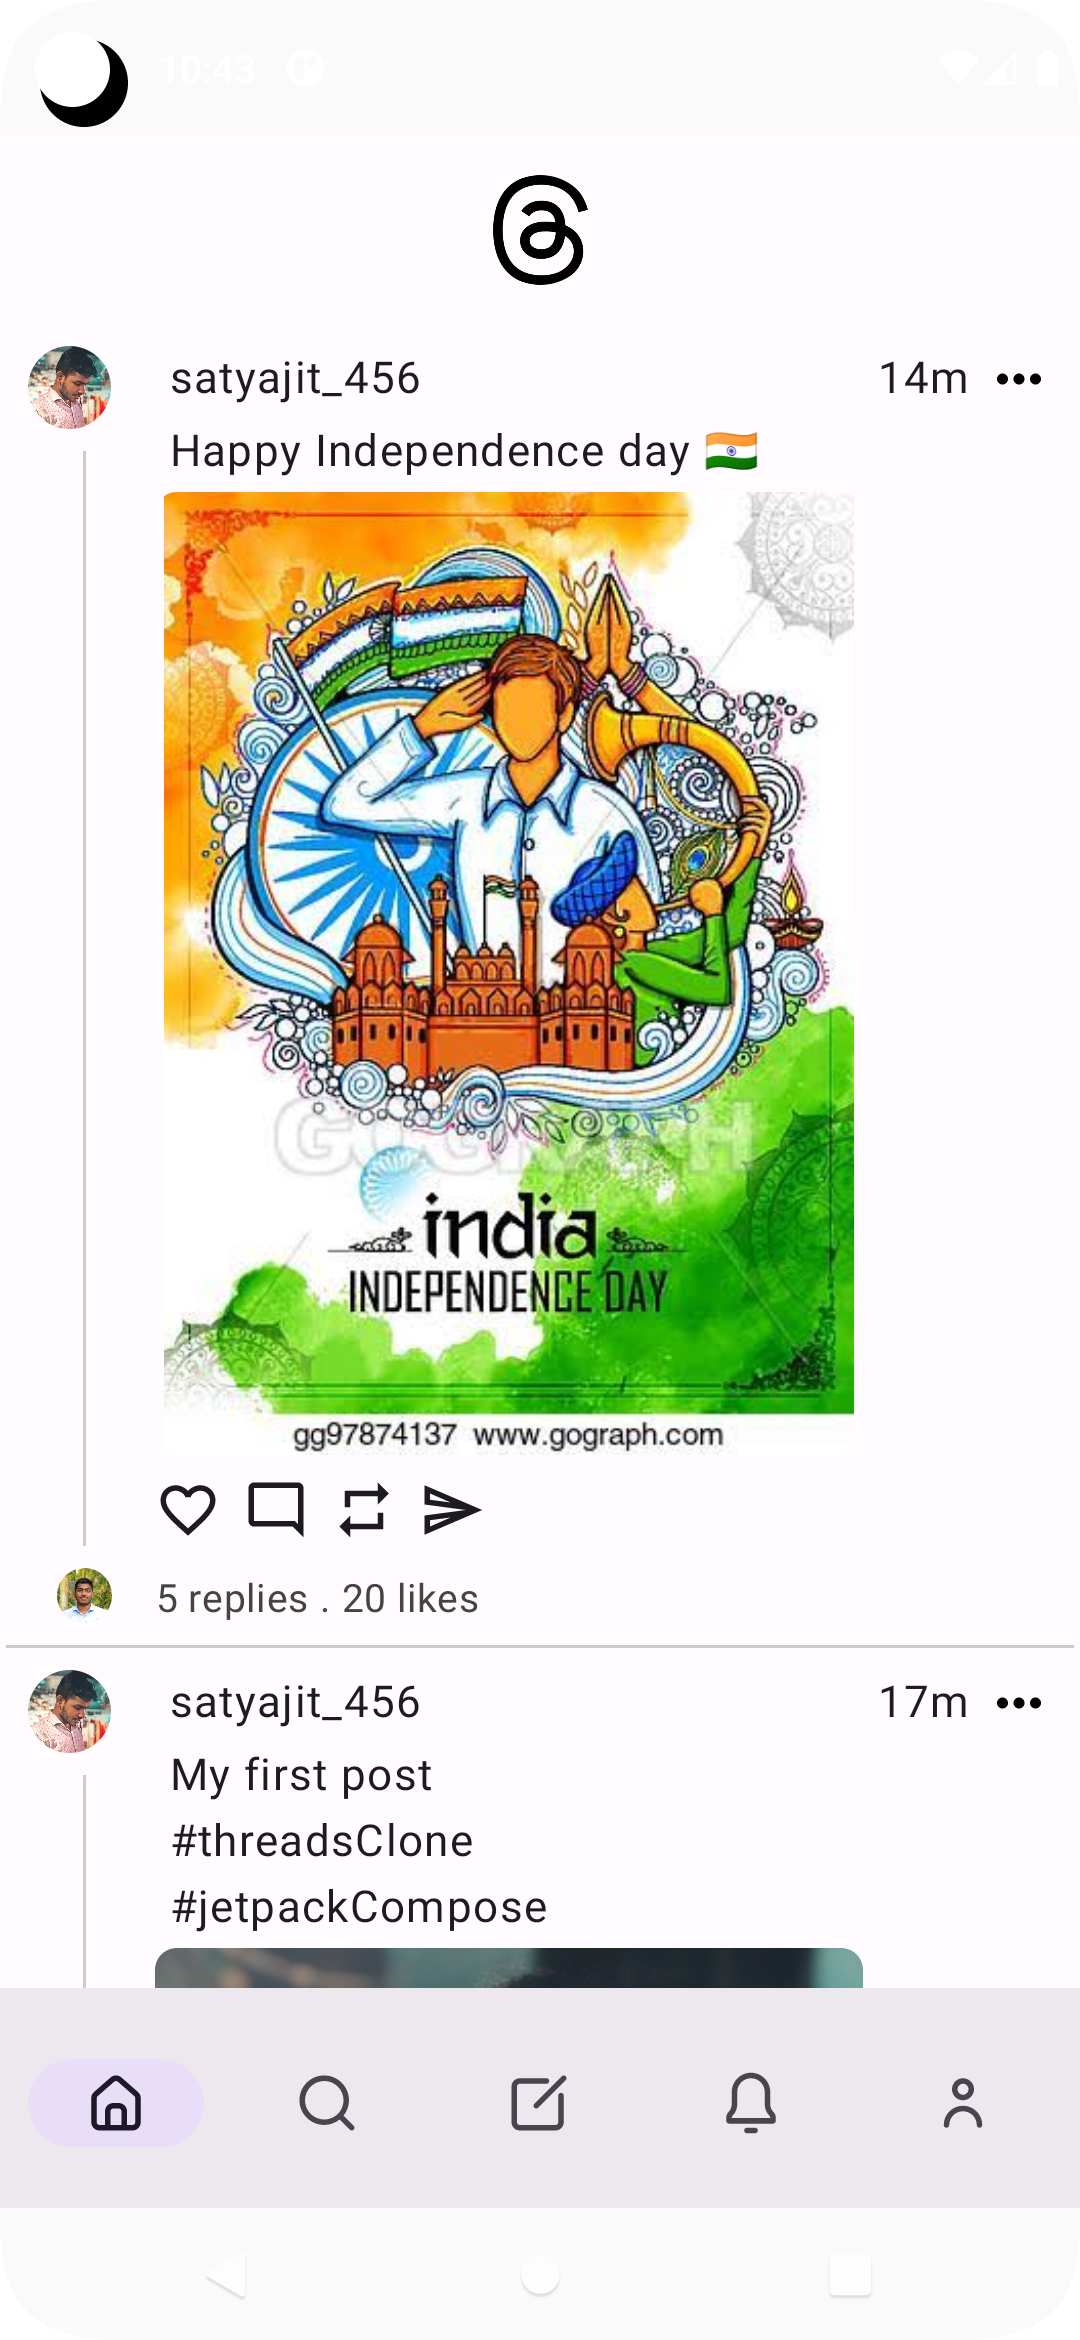 10:43
satyajit_456 14m
Happy Independence day 🇮🇳
GOGRAPH
india
INDEPENDENCE DAY
gg97874137 www.gograph.com
5 replies . 20 likes
satyajit_456 17m
My first post
#threadsClone
#jetpackCompose